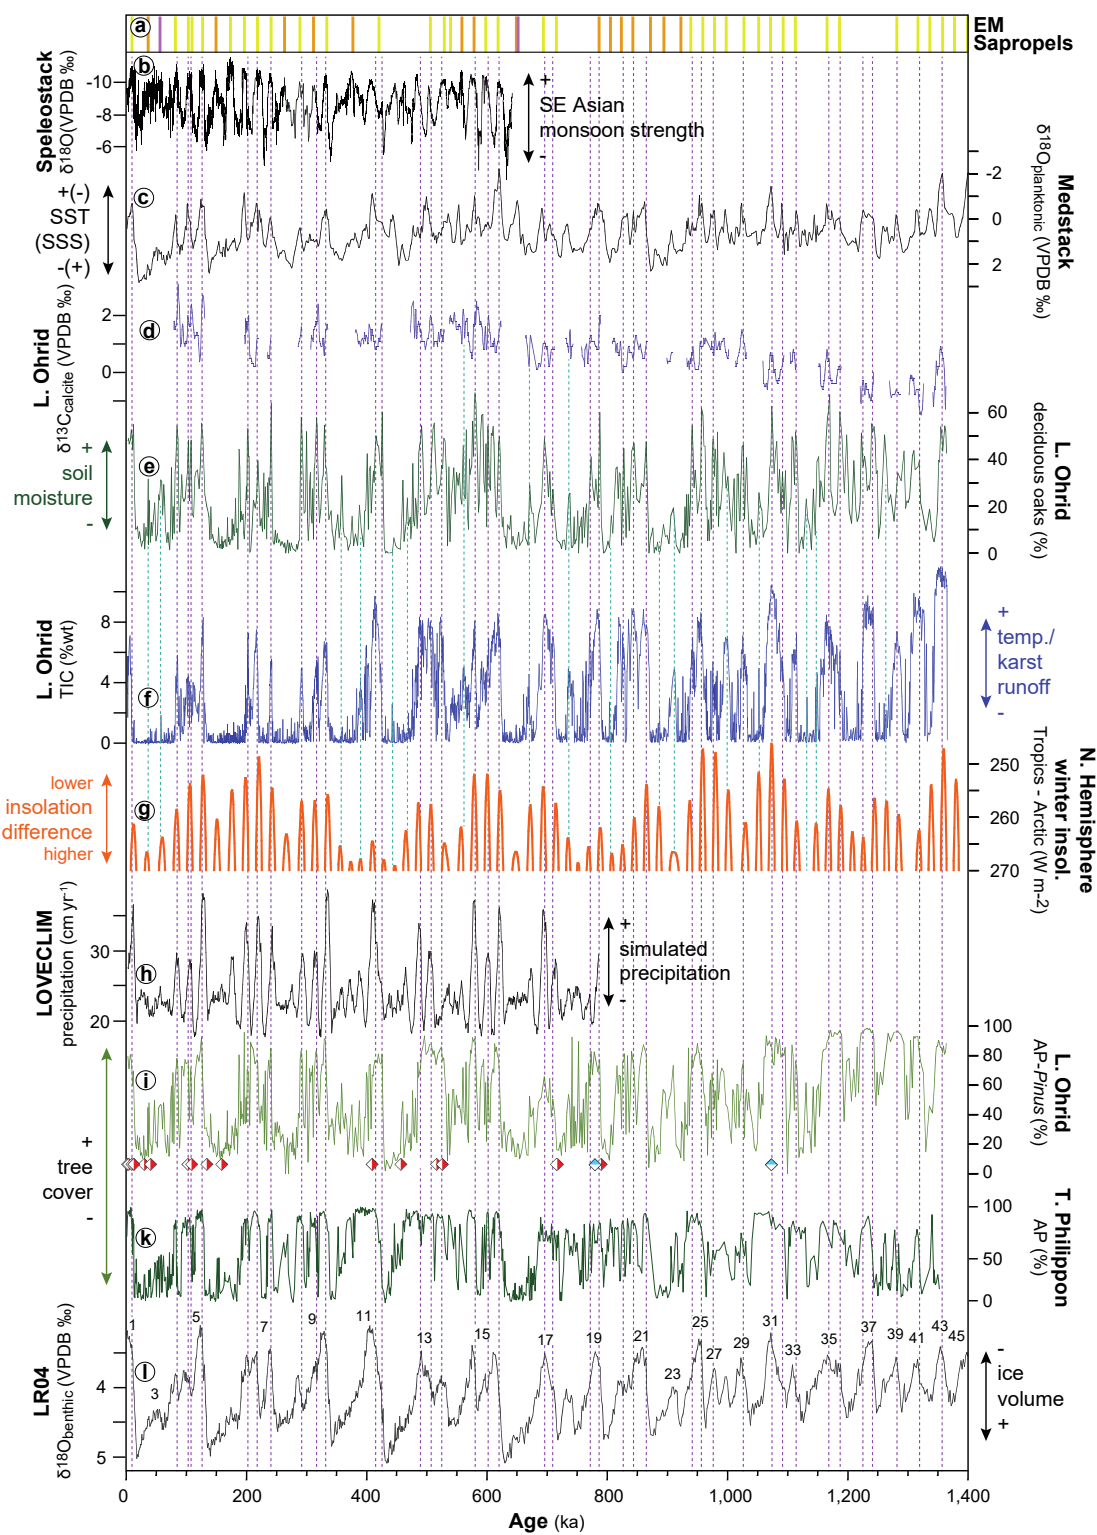 a
EM
Sapropels
b
Speleostack
δ18O(VPDB ‰)
-10
-8
-6
+
SE Asian
monsoon strength
-
c
+(-)
SST
(SSS)
-(+)
-2
0
2
Medstack
δ18Oplanktonic (VPDB ‰)
d
L. Ohrid
δ13Ccalcite (VPDB ‰)
2
0
e
+
soil
moisture
-
60
40
20
0
L. Ohrid
deciduous oaks (%)
f
L. Ohrid
TIC (%wt)
8
4
0
+
temp./
karst
runoff
-
g
lower
insolation
difference
higher
250
260
270
N. Hemisphere
winter insol.
Tropics - Arctic (W m-2)
h
LOVECLIM
precipitation (cm yr-1)
30
20
+
simulated
precipitation
-
i
100
80
60
40
20
0
L. Ohrid
AP-Pinus (%)
+
tree
cover
-
k
100
50
0
T. Philippon
AP (%)
l
LR04
δ18Obenthic (VPDB ‰)
4
5
1
3
5
7
9
11
13
15
17
19
21
23
25
27
29
31
33
35
37
39
41
43
45
-
ice
volume
+
0
200
400
600
800
1,000
1,200
1,400
Age (ka)